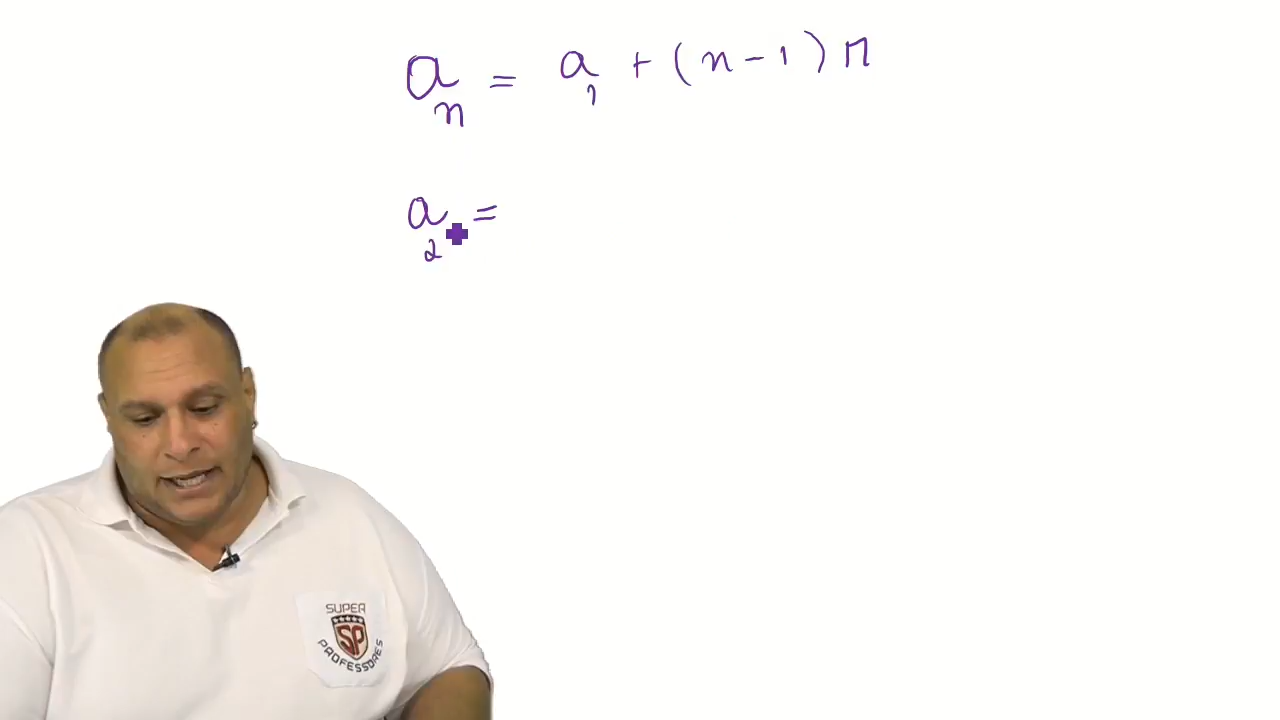 aₙ = a₁ + (n - 1) r
a₂ =
SUPER
SP
PROFESSORES